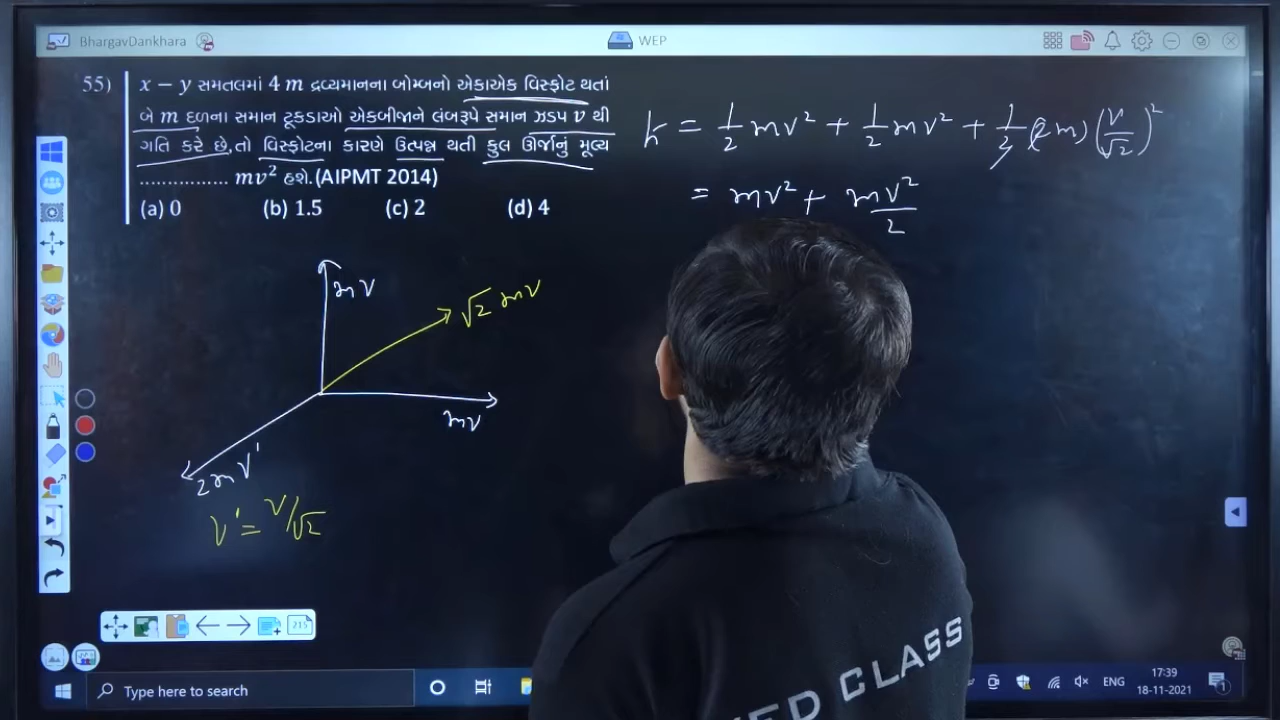 BhargavDankhara
WEP
55) x − y સમતલમાં 4 m દ્રવ્યમાનના બોમ્બનો એકાએક વિસ્ફોટ થતાં
બે m દળના સમાન ટૂકડાઓ એકબીજાને લંબરૂપે સમાન ઝડપ v થી
ગતિ કરે છે,તો વિસ્ફોટના કારણે ઉત્પન્ન થતી કુલ ઊર્જાનું મૂલ્ય
................ mv² હશે.(AIPMT 2014)
(a) 0 (b) 1.5 (c) 2 (d) 4
k = 1/2 mv² + 1/2 mv² + 1/2 (2m) (v/√2)²
= mv² + mv²/2
mv
√2 mv
mv
2mv'
v' = v/√2
215
Type here to search
ENG
17:39
18-11-2021
ED CLASS